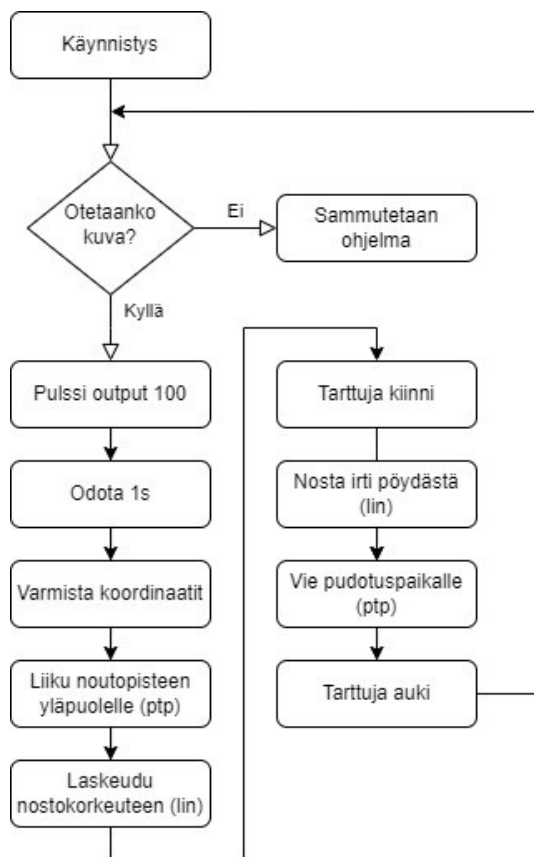 Käynnistys
Otetaanko
kuva?
Ei
Sammutetaan
ohjelma
Kyllä
Pulssi output 100
Odota 1s
Varmista koordinaatit
Liiku noutopisteen
yläpuolelle (ptp)
Laskeudu
nostokorkeuteen (lin)
Tarttuja kiinni
Nosta irti pöydästä
(lin)
Vie pudotuspaikalle
(ptp)
Tarttuja auki